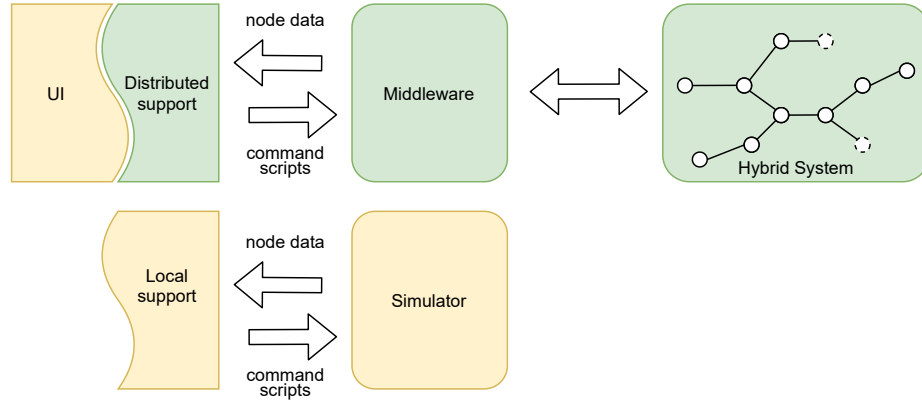 node data
UI
Distributed
support
Middleware
command
scripts
Hybrid System
node data
Local
support
Simulator
command
scripts